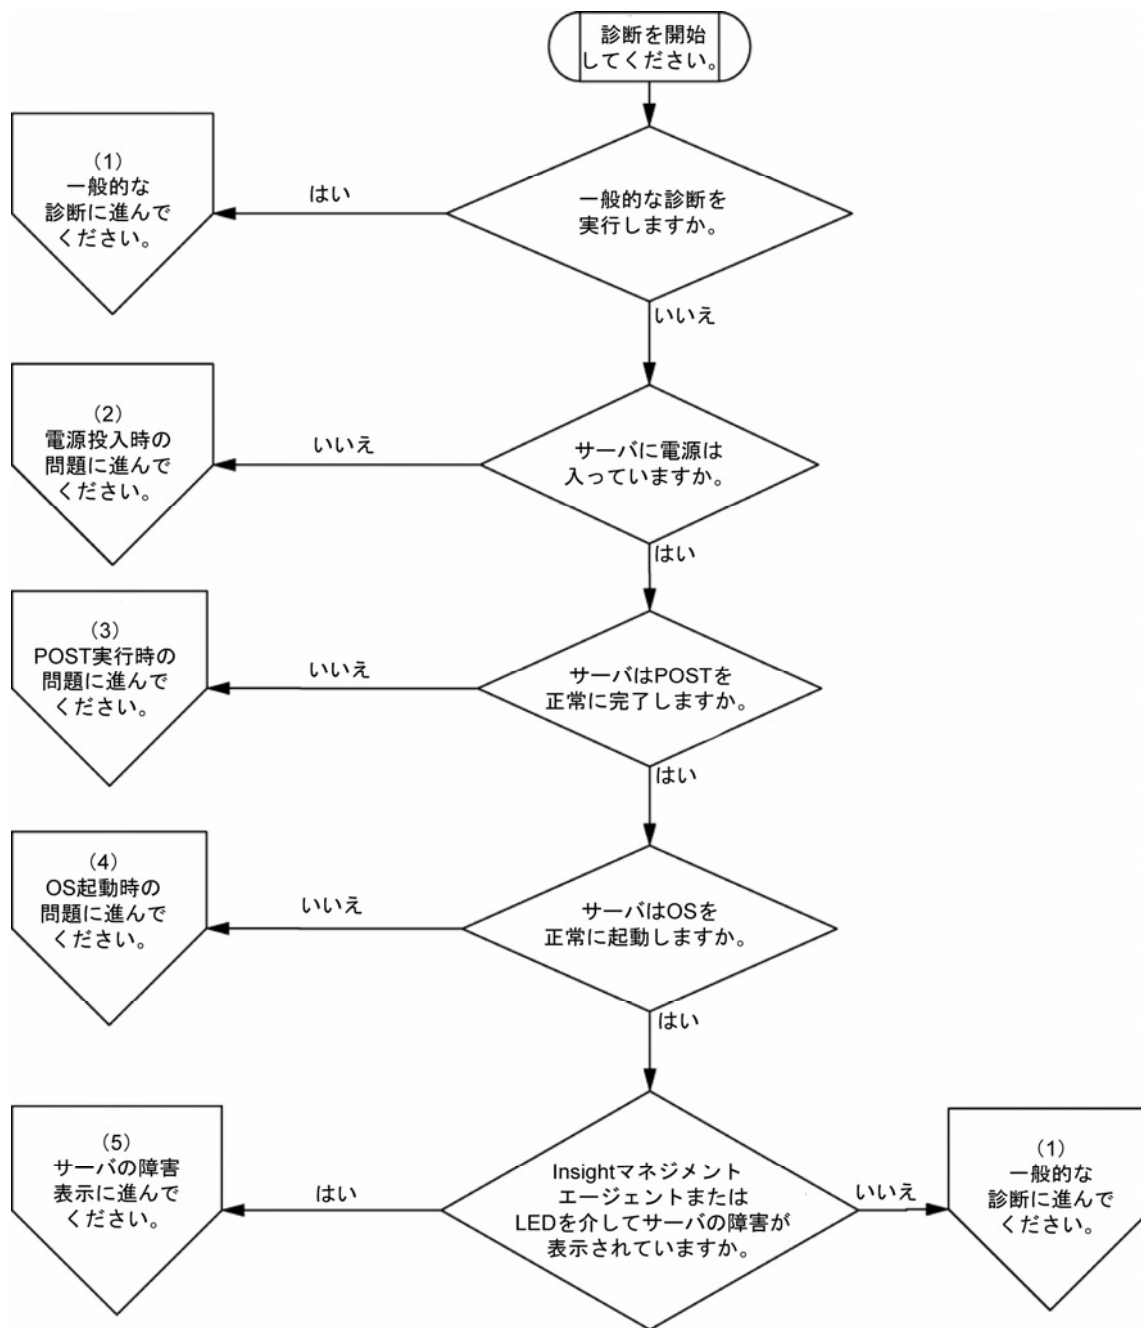 診断を開始
してください。
(1)
一般的な
診断に進んで
ください。
はい
一般的な診断を
実行しますか。
いいえ
(2)
電源投入時の
問題に進んで
ください。
いいえ
サーバに電源は
入っていますか。
はい
(3)
POST実行時の
問題に進んで
ください。
いいえ
サーバはPOSTを
正常に完了しますか。
はい
(4)
OS起動時の
問題に進んで
ください。
いいえ
サーバはOSを
正常に起動しますか。
はい
(5)
サーバの障害
表示に進んで
ください。
はい
Insightマネジメント
エージェントまたは
LEDを介してサーバの障害が
表示されていますか。
いいえ
(1)
一般的な
診断に進んで
ください。